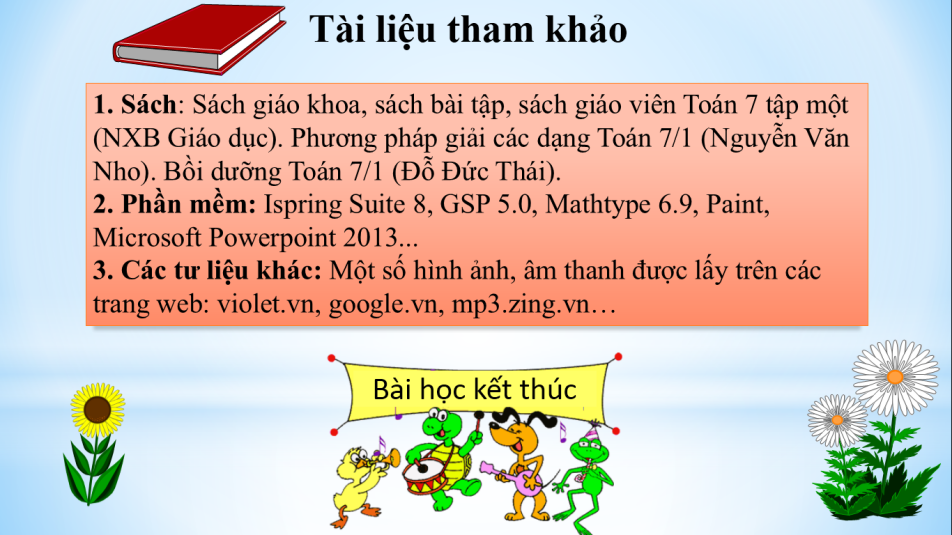 Tài liệu tham khảo
1. Sách: Sách giáo khoa, sách bài tập, sách giáo viên Toán 7 tập một
(NXB Giáo dục). Phương pháp giải các dạng Toán 7/1 (Nguyễn Văn
Nho). Bồi dưỡng Toán 7/1 (Đỗ Đức Thái).
2. Phần mềm: Ispring Suite 8, GSP 5.0, Mathtype 6.9, Paint,
Microsoft Powerpoint 2013...
3. Các tư liệu khác: Một số hình ảnh, âm thanh được lấy trên các
trang web: violet.vn, google.vn, mp3.zing.vn…
Bài học kết thúc